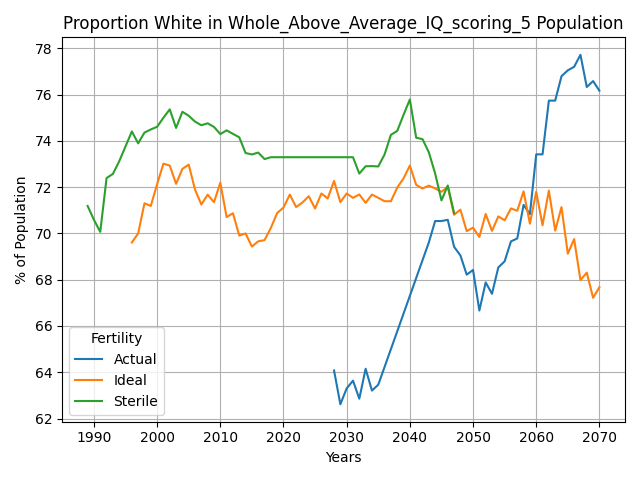 Proportion White in Whole_Above_Average_IQ_scoring_5 Population
% of Population
78
76
74
72
70
68
66
64
62
Fertility
Actual
Ideal
Sterile
1990 2000 2010 2020 2030 2040 2050 2060 2070
Years